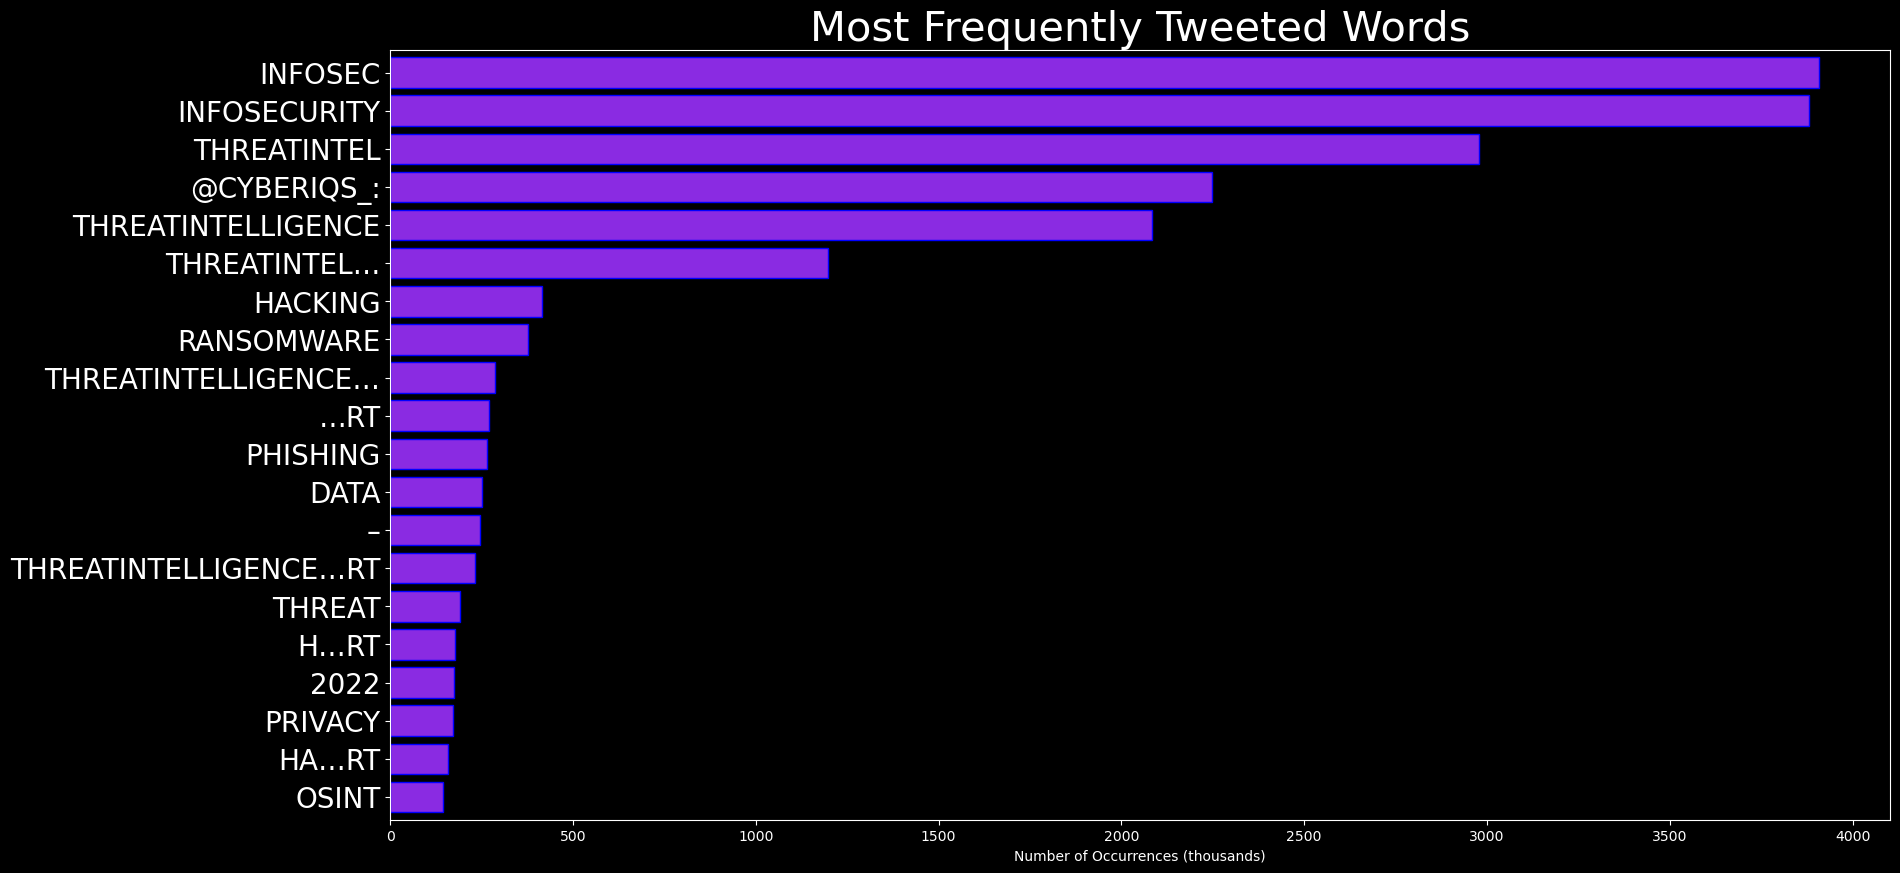 Most Frequently Tweeted Words
INFOSEC
INFOSECURITY
THREATINTEL
@CYBERIQS_:
THREATINTELLIGENCE
THREATINTEL…
HACKING
RANSOMWARE
THREATINTELLIGENCE…
…RT
PHISHING
DATA
–
THREATINTELLIGENCE…RT
THREAT
H…RT
2022
PRIVACY
HA…RT
OSINT
0 500 1000 1500 2000 2500 3000 3500 4000
Number of Occurrences (thousands)